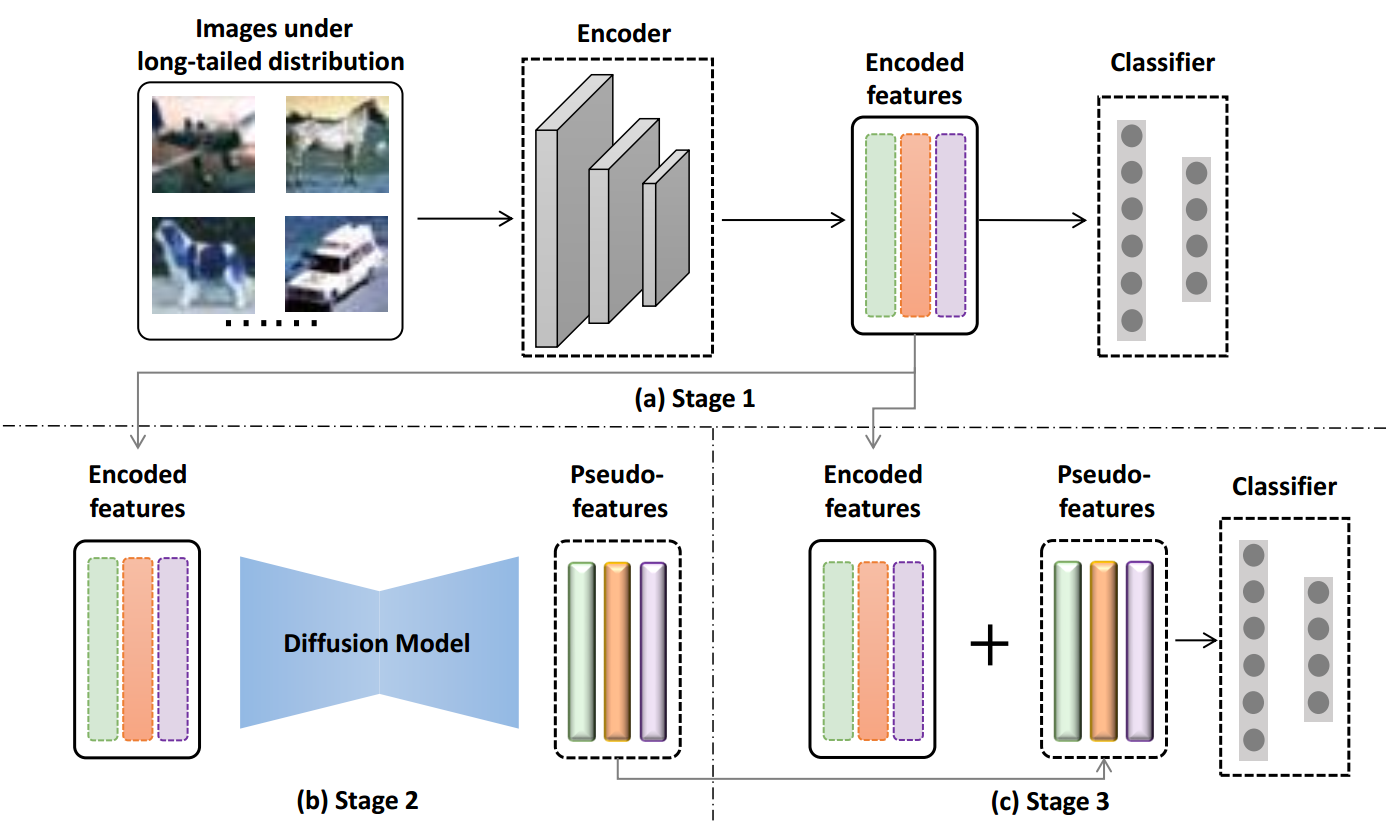 Images under
long-tailed distribution
Encoder
Encoded
features
Classifier
(a) Stage 1
Encoded
features
Pseudo-
features
Diffusion Model
(b) Stage 2
Encoded
features
Pseudo-
features
Classifier
(c) Stage 3